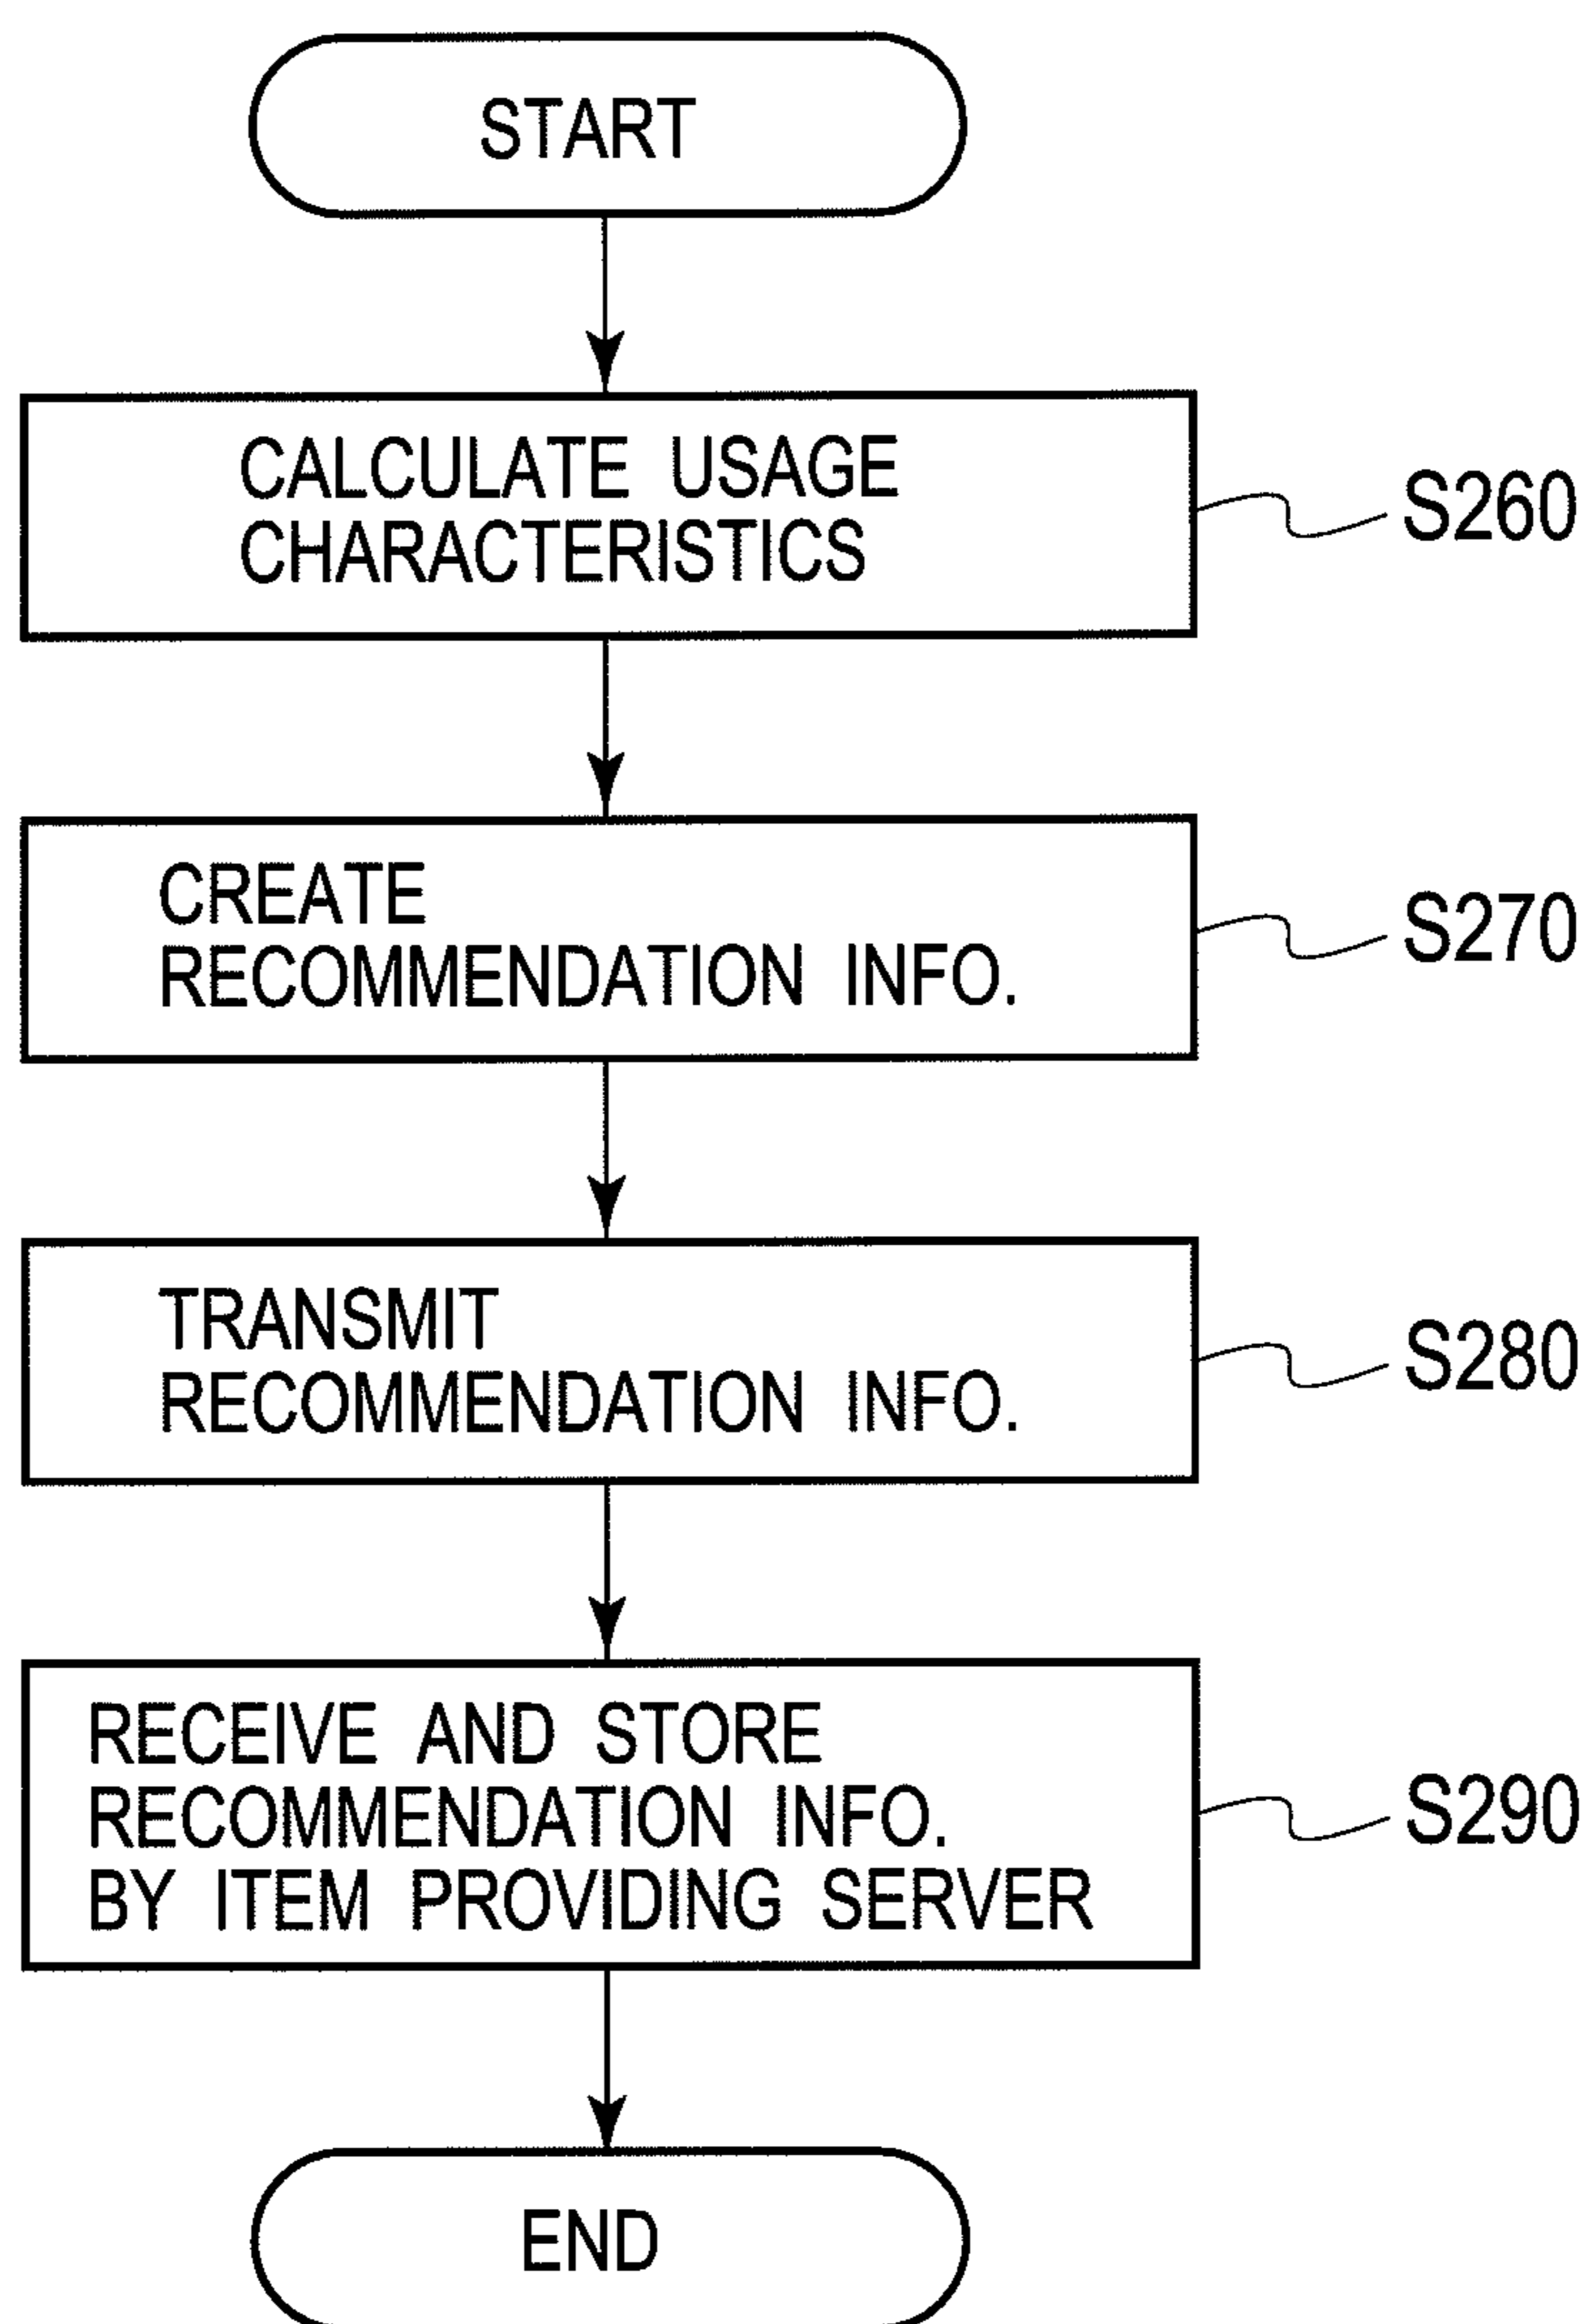 START
CALCULATE USAGE
CHARACTERISTICS
S260
CREATE
RECOMMENDATION INFO.
S270
TRANSMIT
RECOMMENDATION INFO.
S280
RECEIVE AND STORE
RECOMMENDATION INFO.
BY ITEM PROVIDING SERVER
S290
END